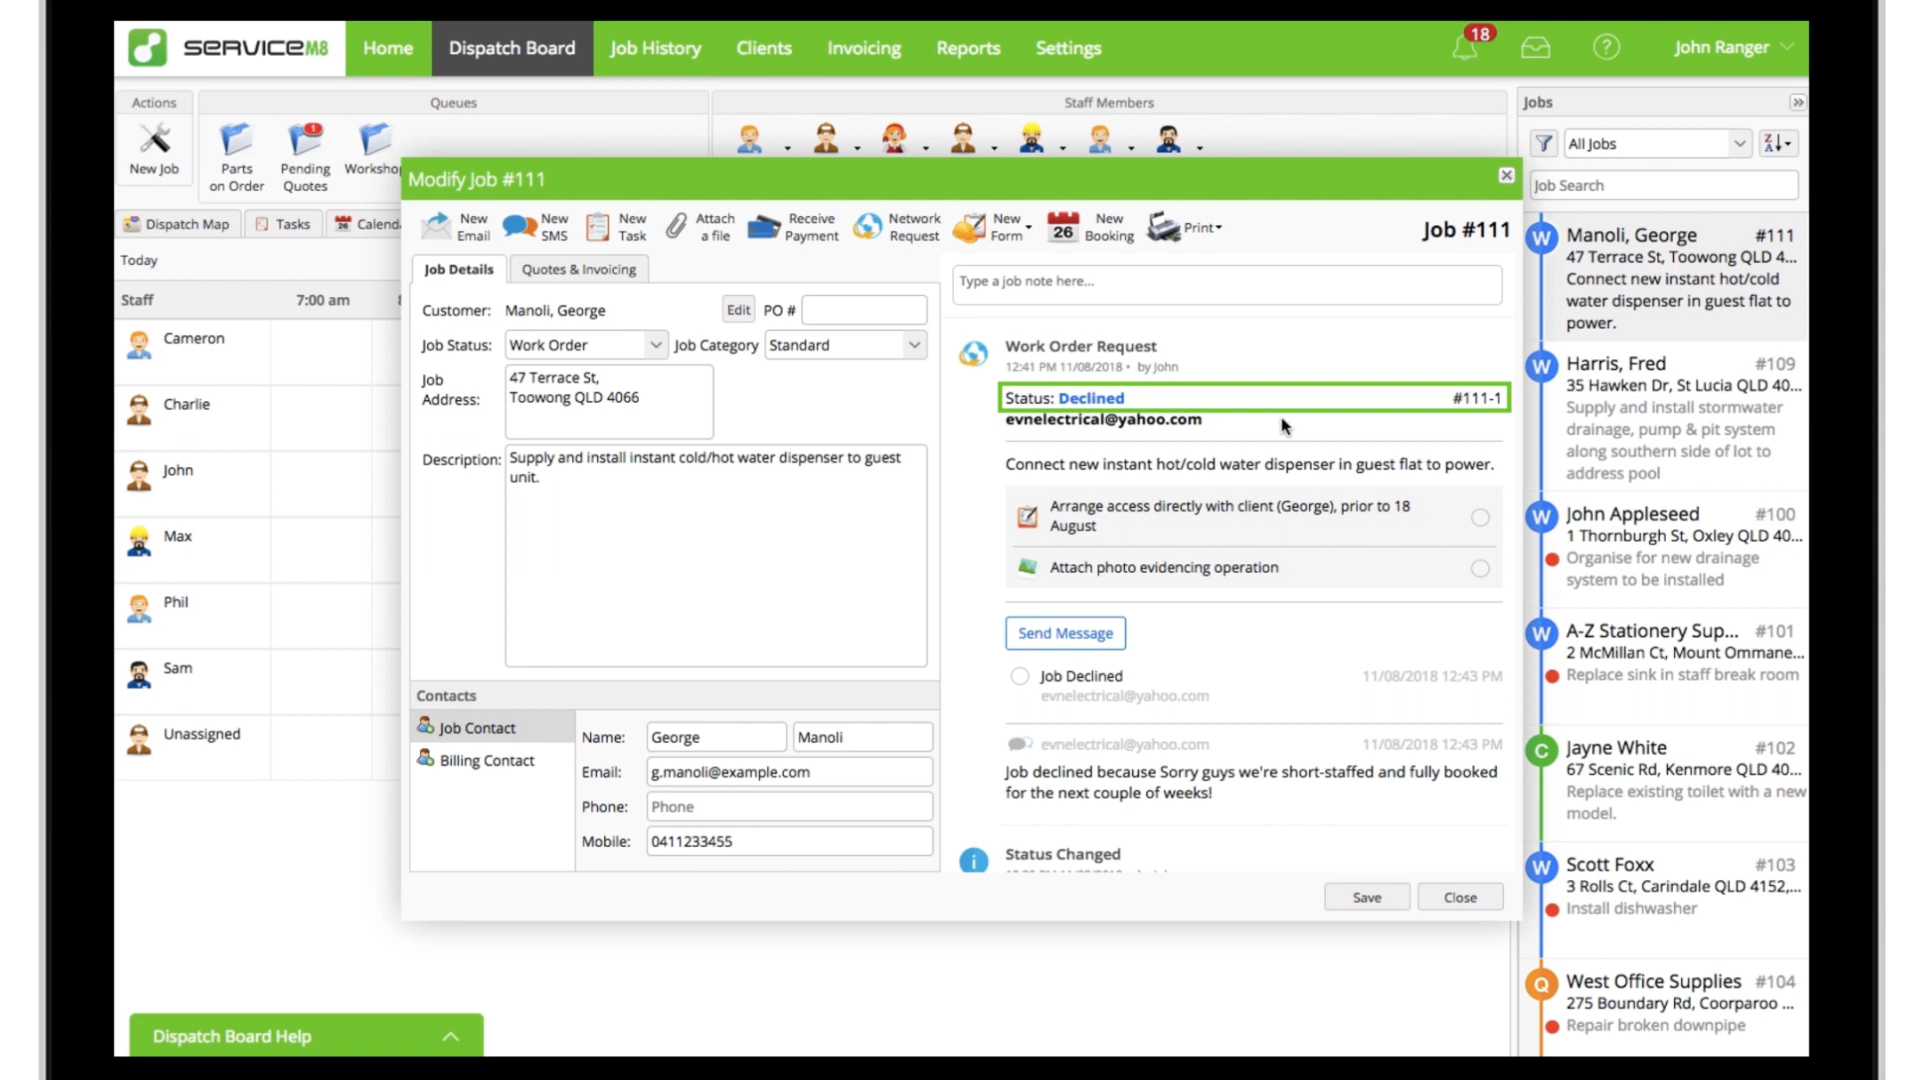 SERVICEM8
Home
Dispatch Board
Job History
Clients
Invoicing
Reports
Settings
18
?
John Ranger
Actions
Queues
Staff Members
Jobs
New Job
Parts
on Order
1
Pending
Quotes
All Jobs
Job Search
Dispatch Map
Tasks
Today
Staff
7:00 am
Cameron
Charlie
John
Max
Phil
Sam
Unassigned
Dispatch Board Help
Modify Job #111
New
Email
New
SMS
New
Task
Attach
a file
Receive
Payment
Network
Request
New
Form
26
New
Booking
Print
Job #111
Job Details
Quotes & Invoicing
Customer: Manoli, George
Edit
PO #
Job Status: Work Order
Job Category Standard
Job
Address:
47 Terrace St,
Toowong QLD 4066
Description:
Supply and install instant cold/hot water dispenser to guest
unit.
Contacts
Job Contact
Billing Contact
Name: George Manoli
Email: g.manoli@example.com
Phone: Phone
Mobile: 0411233455
Type a job note here...
Work Order Request
12:41 PM 11/08/2018 • by John
Status: Declined #111-1
evnelectrical@yahoo.com
Connect new instant hot/cold water dispenser in guest flat to power.
Arrange access directly with client (George), prior to 18
August
Attach photo evidencing operation
Send Message
Job Declined 11/08/2018 12:43 PM
evnelectrical@yahoo.com
evnelectrical@yahoo.com 11/08/2018 12:43 PM
Job declined because Sorry guys we're short-staffed and fully booked
for the next couple of weeks!
i
Status Changed
Save
Close
W
Manoli, George #111
47 Terrace St, Toowong QLD 4...
Connect new instant hot/cold
water dispenser in guest flat to
power.
W
Harris, Fred #109
35 Hawken Dr, St Lucia QLD 40...
Supply and install stormwater
drainage, pump & pit system
along southern side of lot to
address pool
W
John Appleseed #100
1 Thornburgh St, Oxley QLD 40...
Organise for new drainage
system to be installed
W
A-Z Stationery Sup... #101
2 McMillan Ct, Mount Ommane...
Replace sink in staff break room
C
Jayne White #102
67 Scenic Rd, Kenmore QLD 40...
Replace existing toilet with a new
model.
W
Scott Foxx #103
3 Rolls Ct, Carindale QLD 4152,...
Install dishwasher
Q
West Office Supplies #104
275 Boundary Rd, Coorparoo ...
Repair broken downpipe